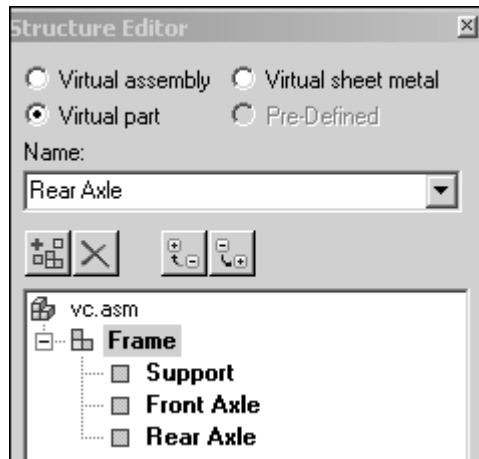 Structure Editor
Virtual assembly Virtual sheet metal
Virtual part Pre-Defined
Name:
Rear Axle
vc.asm
Frame
Support
Front Axle
Rear Axle